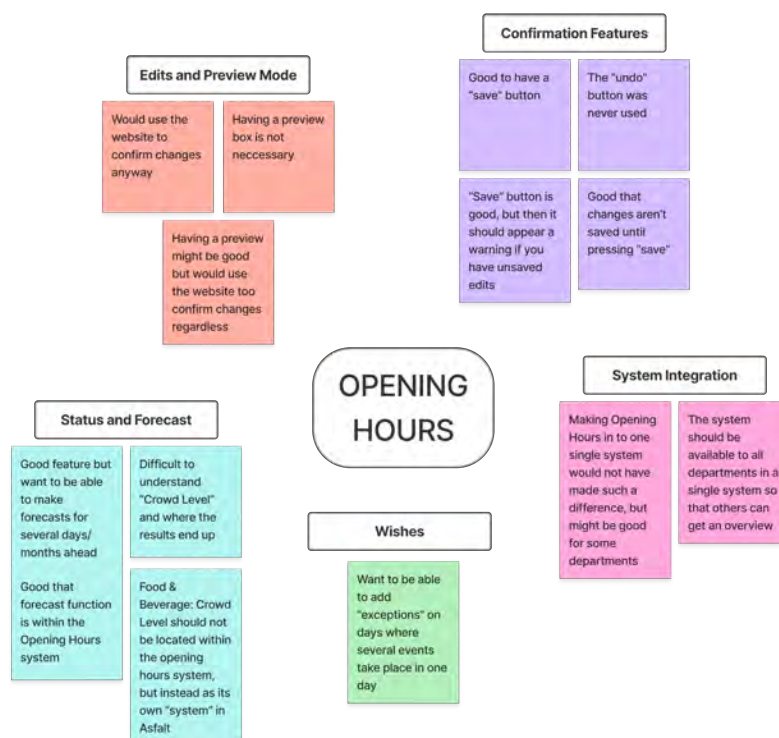 Confirmation Features
Good to have a
"save" button
The "undo"
button was
never used
"Save" button is
good, but then it
should appear a
warning if you
have unsaved
edits
Good that
changes aren't
saved until
pressing "save"
Edits and Preview Mode
Would use the
website to
confirm changes
anyway
Having a preview
box is not
neccessary
Having a preview
might be good
but would use
the website too
confirm changes
regardless
OPENING
HOURS
System Integration
Making Opening
Hours in to one
single system
would not have
made such a
difference, but
might be good
for some
departments
The system
should be
available to all
departments in a
single system so
that others can
get an overview
Status and Forecast
Good feature but
want to be able
to make
forecasts for
several days/
months ahead
Difficult to
understand
"Crowd Level"
and where the
results end up
Good that
forecast function
is within the
Opening Hours
system
Food &
Beverage: Crowd
Level should not
be located within
the opening
hours system,
but instead as its
own "system" in
Asfalt
Wishes
Want to be able
to add
"exceptions" on
days where
several events
take place in one
day